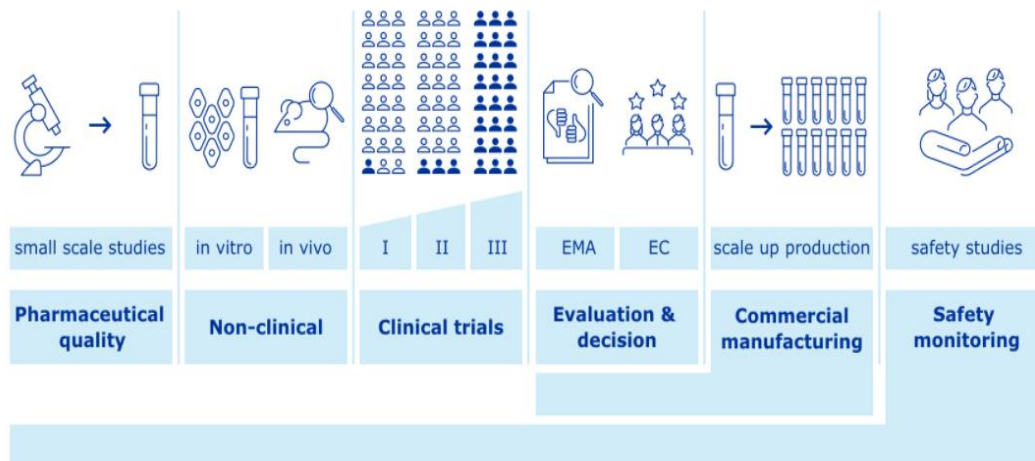 small scale studies
in vitro
in vivo
I
II
III
EMA
EC
scale up production
safety studies
Pharmaceutical
quality
Non-clinical
Clinical trials
Evaluation &
decision
Commercial
manufacturing
Safety
monitoring